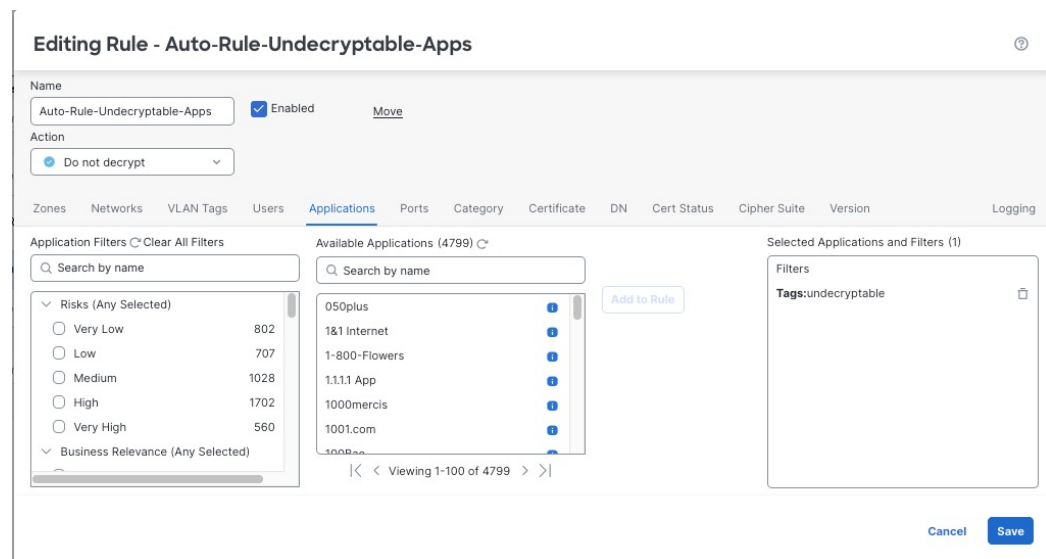 Editing Rule - Auto-Rule-Undecryptable-Apps
Name
Auto-Rule-Undecryptable-Apps
Enabled
Move
Action
Do not decrypt
Zones Networks VLAN Tags Users Applications Ports Category Certificate DN Cert Status Cipher Suite Version Logging
Application Filters Clear All Filters
Search by name
Risks (Any Selected)
Very Low 802
Low 707
Medium 1028
High 1702
Very High 560
Business Relevance (Any Selected)
Available Applications (4799)
Search by name
050plus
1&1 Internet
1-800-Flowers
1.1.1.1 App
1000mercis
1001.com
Viewing 1-100 of 4799
Add to Rule
Selected Applications and Filters (1)
Filters
Tags:undecryptable
Cancel
Save